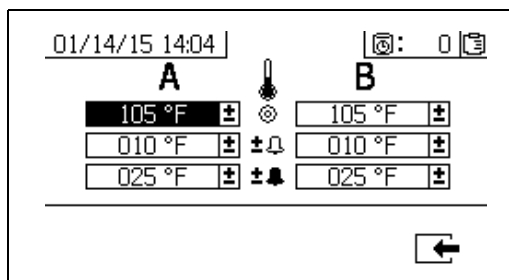 01/14/15 14:04 : 0
A B
105 °F ± 105 °F ±
010 °F ± ± 010 °F ±
025 °F ± ± 025 °F ±